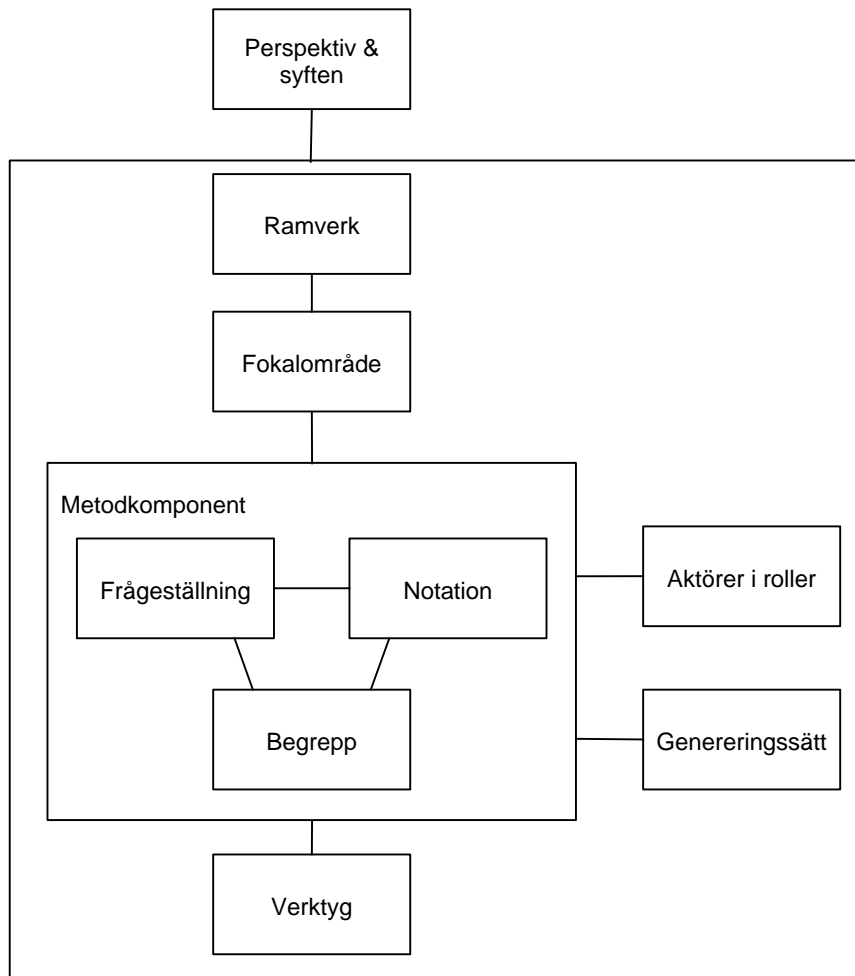 Perspektiv &
syften
Ramverk
Fokalområde
Metodkomponent
Frågeställning
Notation
Begrepp
Aktörer i roller
Genereringssätt
Verktyg